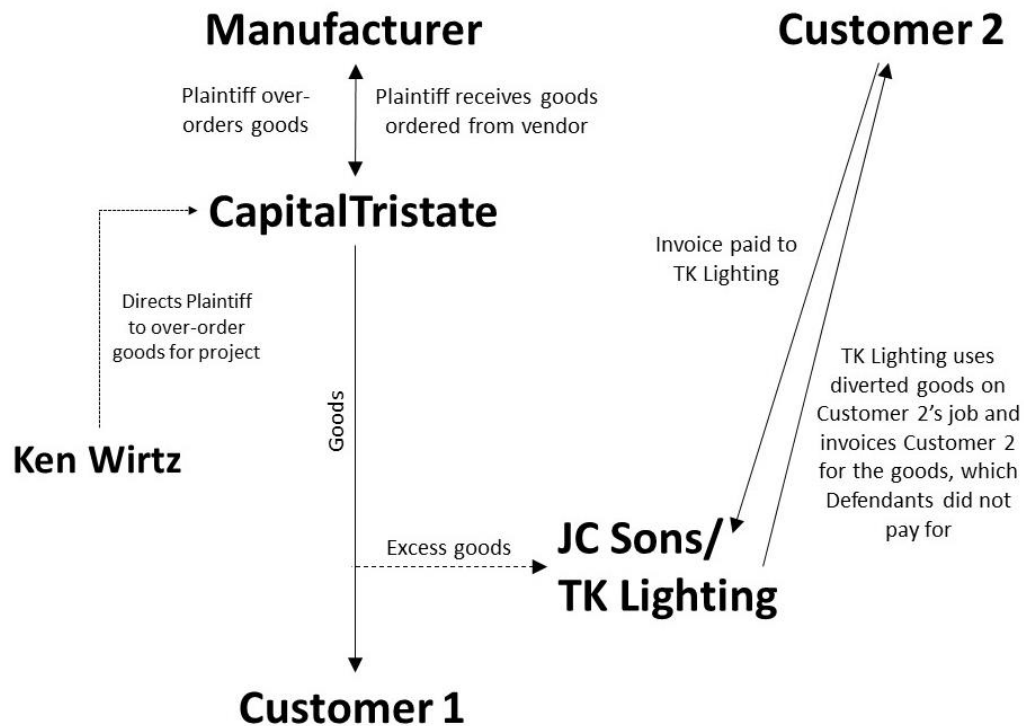 Manufacturer
Customer 2
Plaintiff over-
orders goods
Plaintiff receives goods
ordered from vendor
CapitalTristate
Invoice paid to
TK Lighting
Directs Plaintiff
to over-order
goods for project
TK Lighting uses
diverted goods on
Customer 2's job and
invoices Customer 2
for the goods, which
Defendants did not
pay for
Goods
Ken Wirtz
Excess goods
JC Sons/
TK Lighting
Customer 1